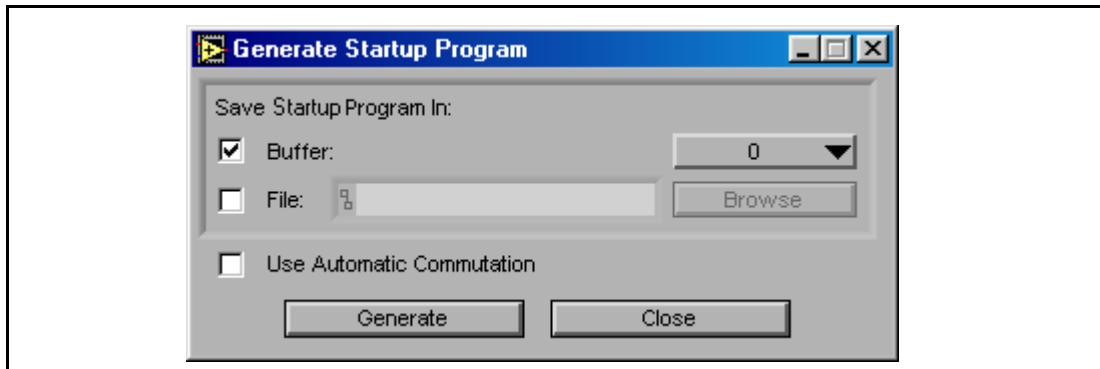 Generate Startup Program
Save Startup Program In:
Buffer:
0
File:
Browse
Use Automatic Commutation
Generate
Close